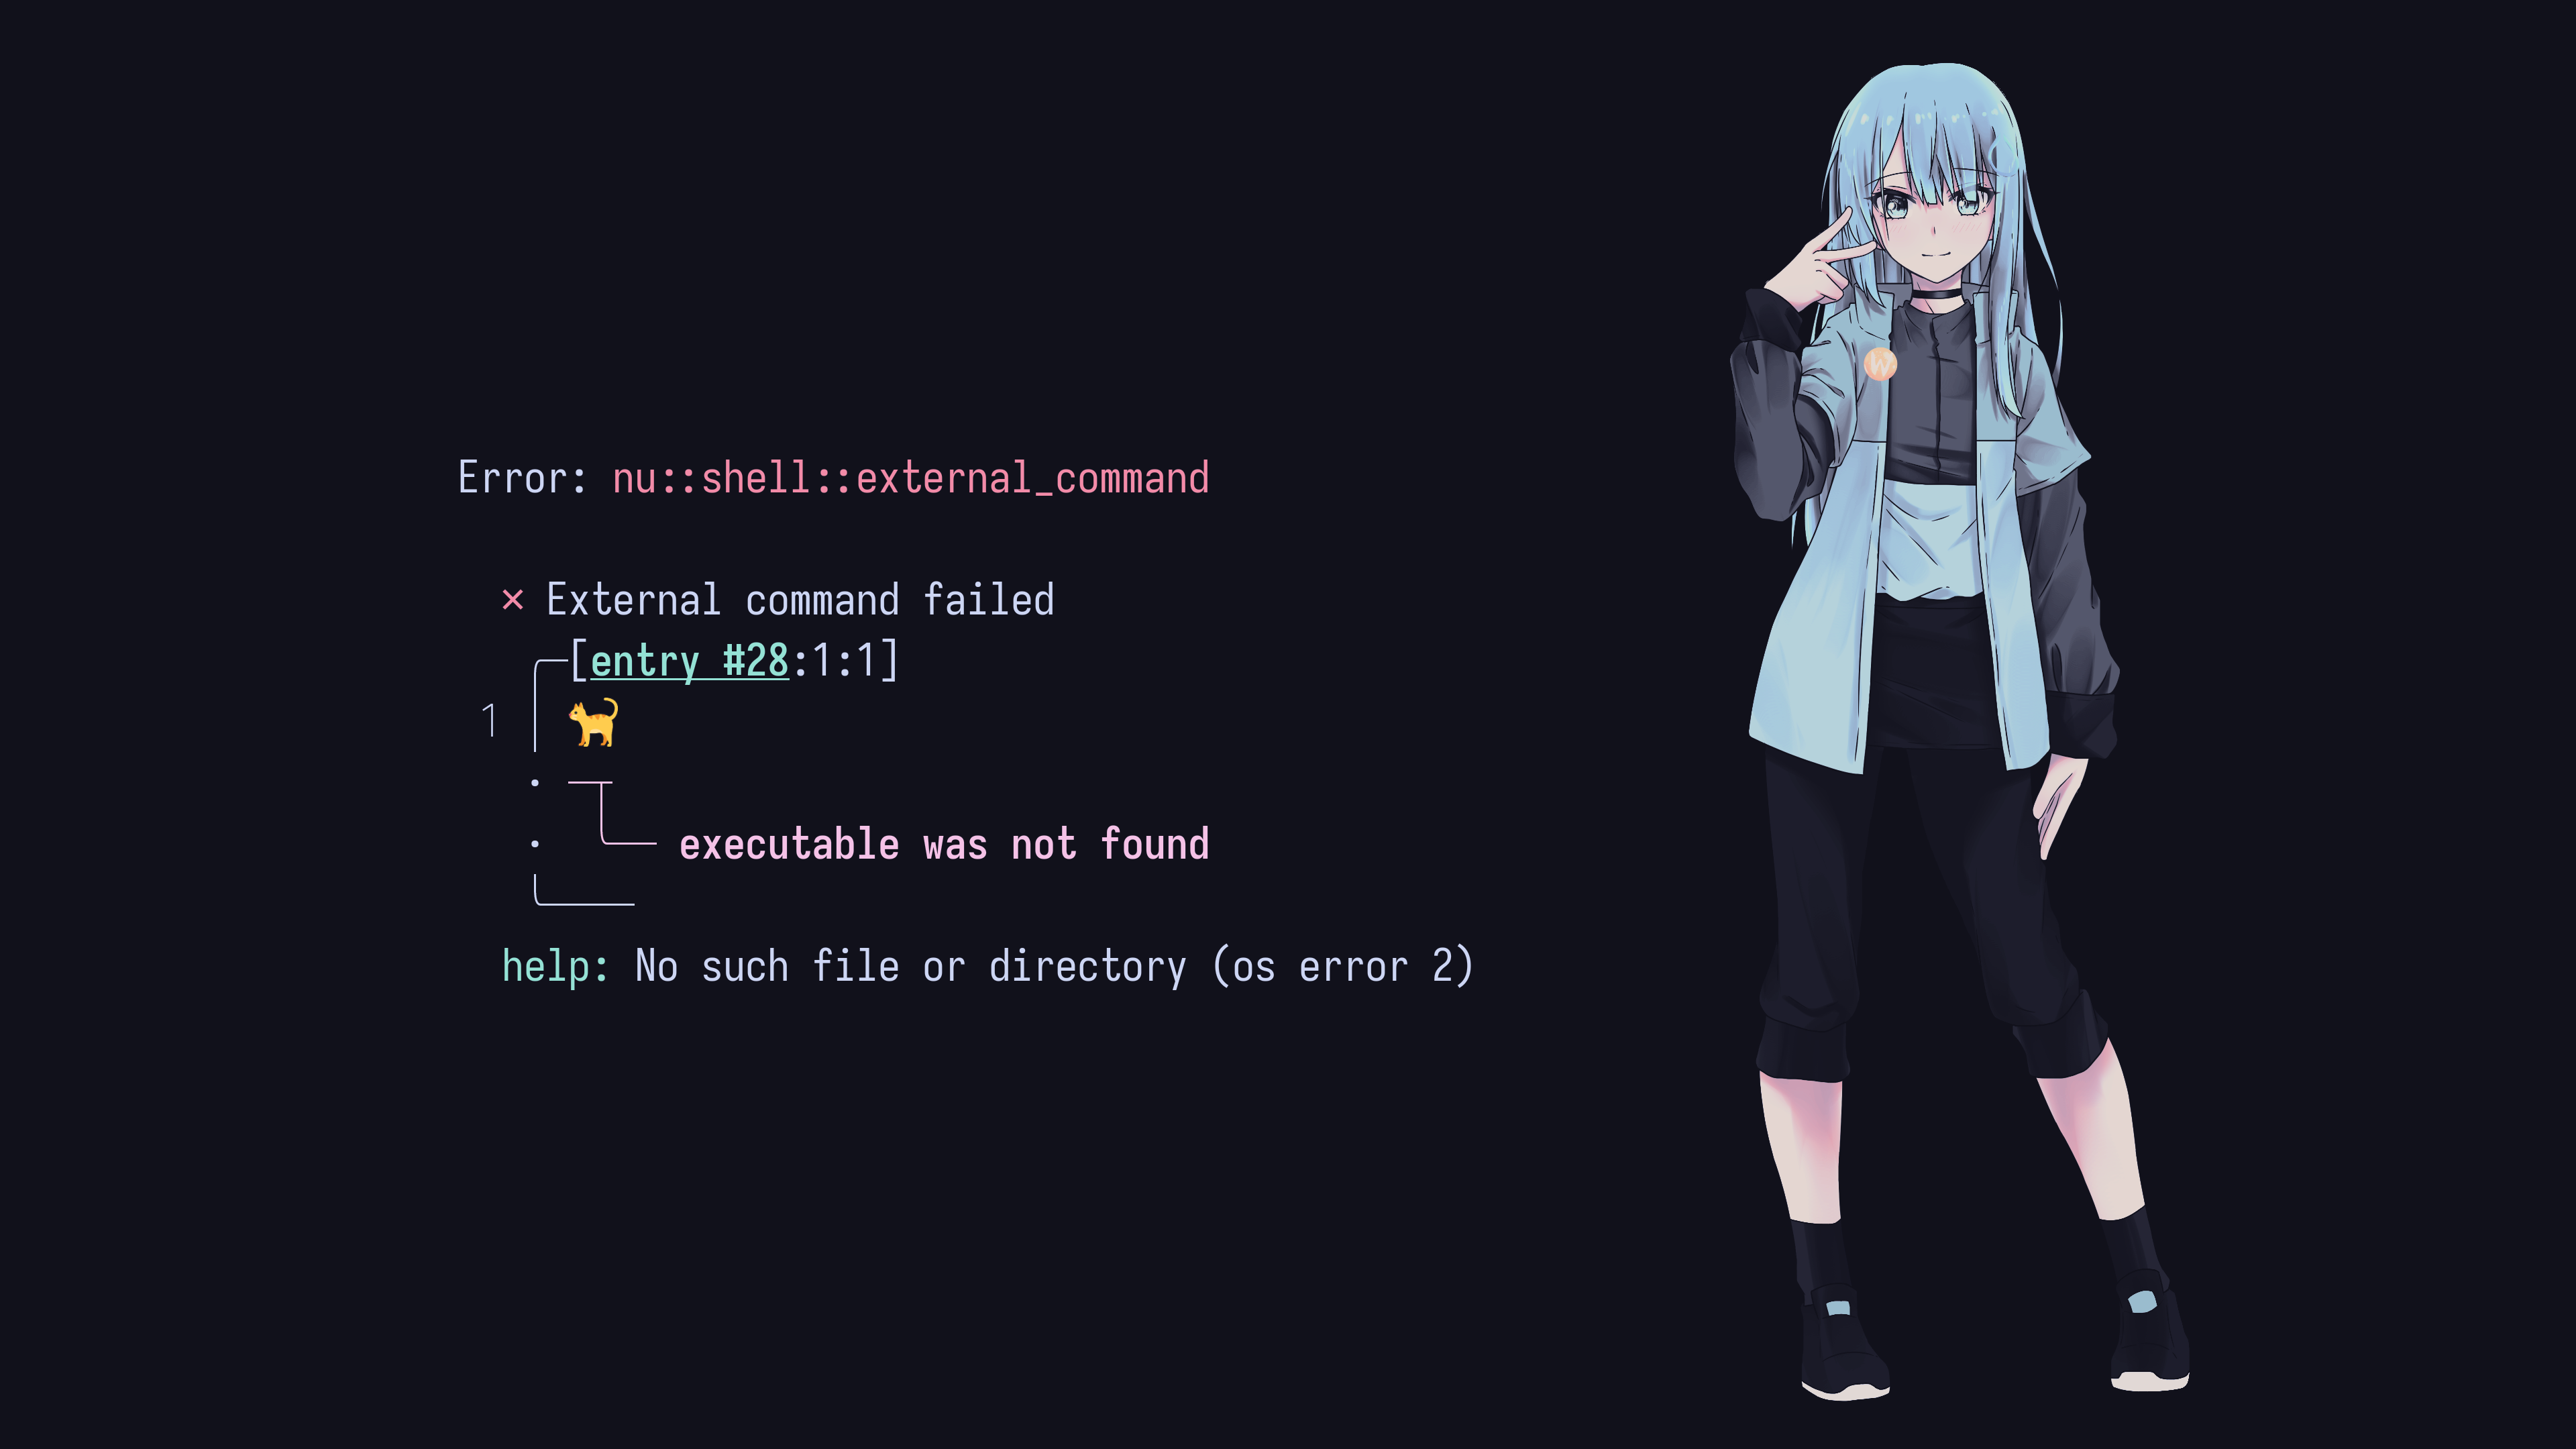 Error: nu::shell::external_command
× External command failed
[entry #28:1:1]
1 🐈
executable was not found
help: No such file or directory (os error 2)
W